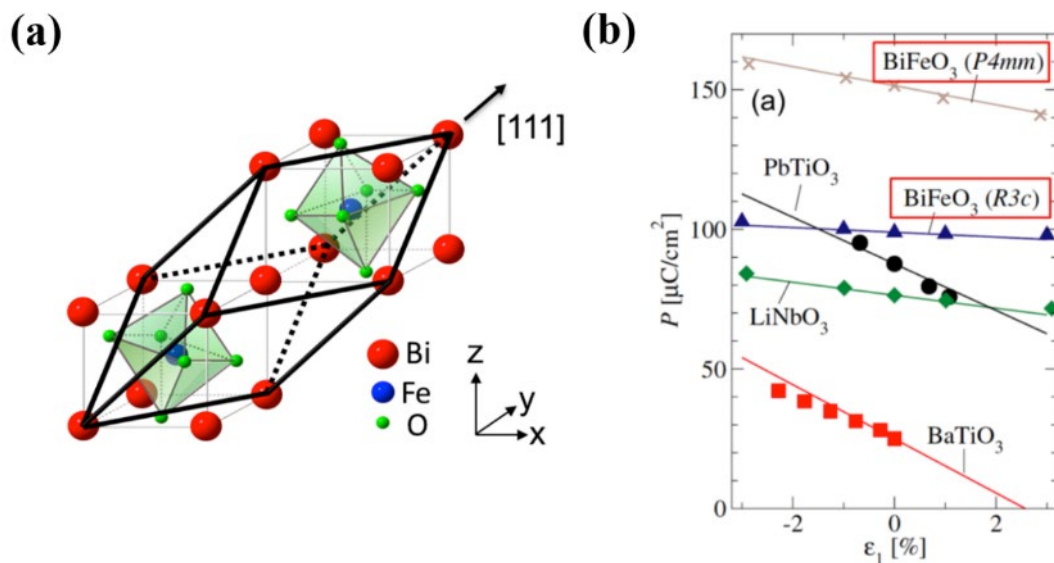 (a)
[111]
Bi
Fe
O
z
y
x
(b)
BiFeO3 (P4mm)
(a)
PbTiO3
BiFeO3 (R3c)
LiNbO3
BaTiO3
P [μC/cm2]
150
100
50
0
-2
0
2
ε1 [%]